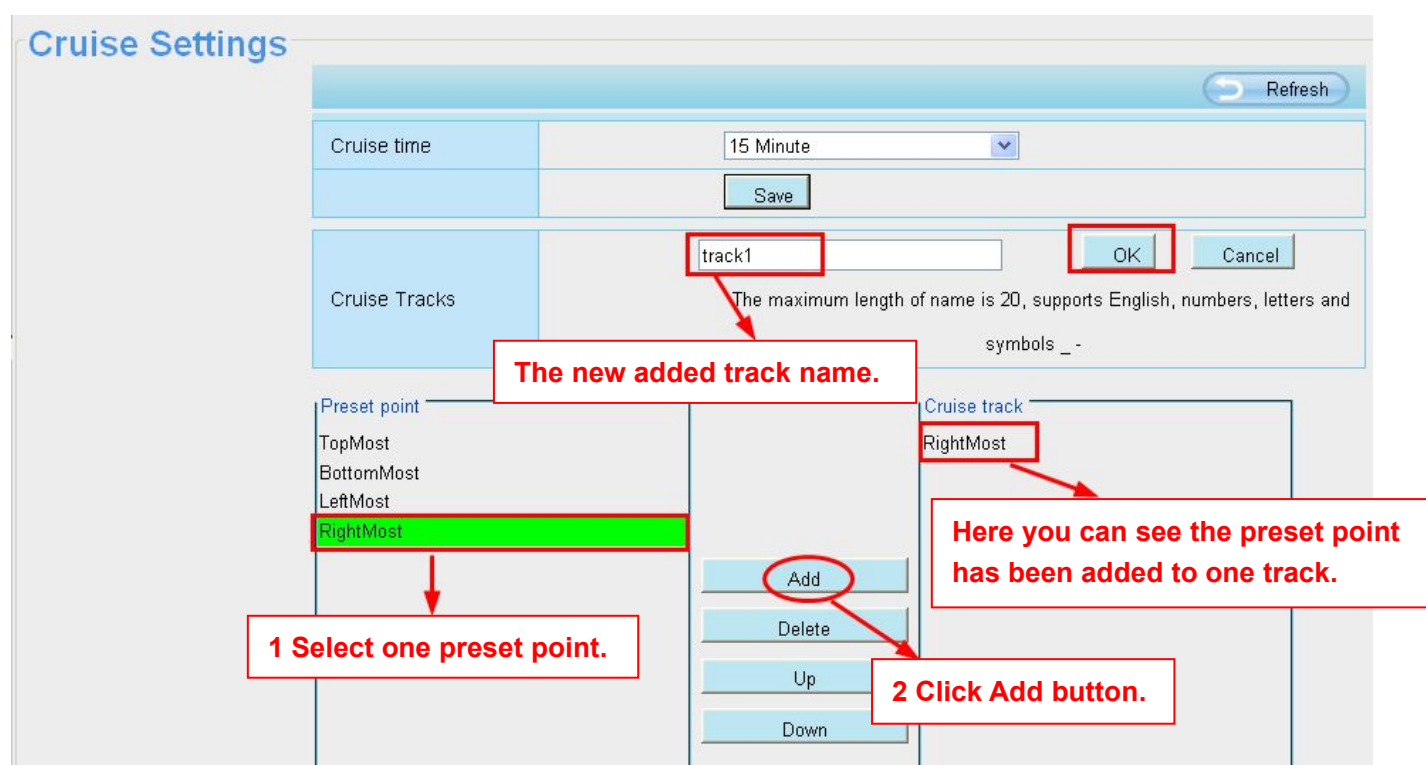 Cruise Settings
Refresh
Cruise time
15 Minute
Save
track1
OK
Cancel
Cruise Tracks
The maximum length of name is 20, supports English, numbers, letters and
symbols _ -
The new added track name.
Preset point
TopMost
BottomMost
LeftMost
RightMost
1 Select one preset point.
Add
Delete
Up
Down
2 Click Add button.
Cruise track
RightMost
Here you can see the preset point
has been added to one track.